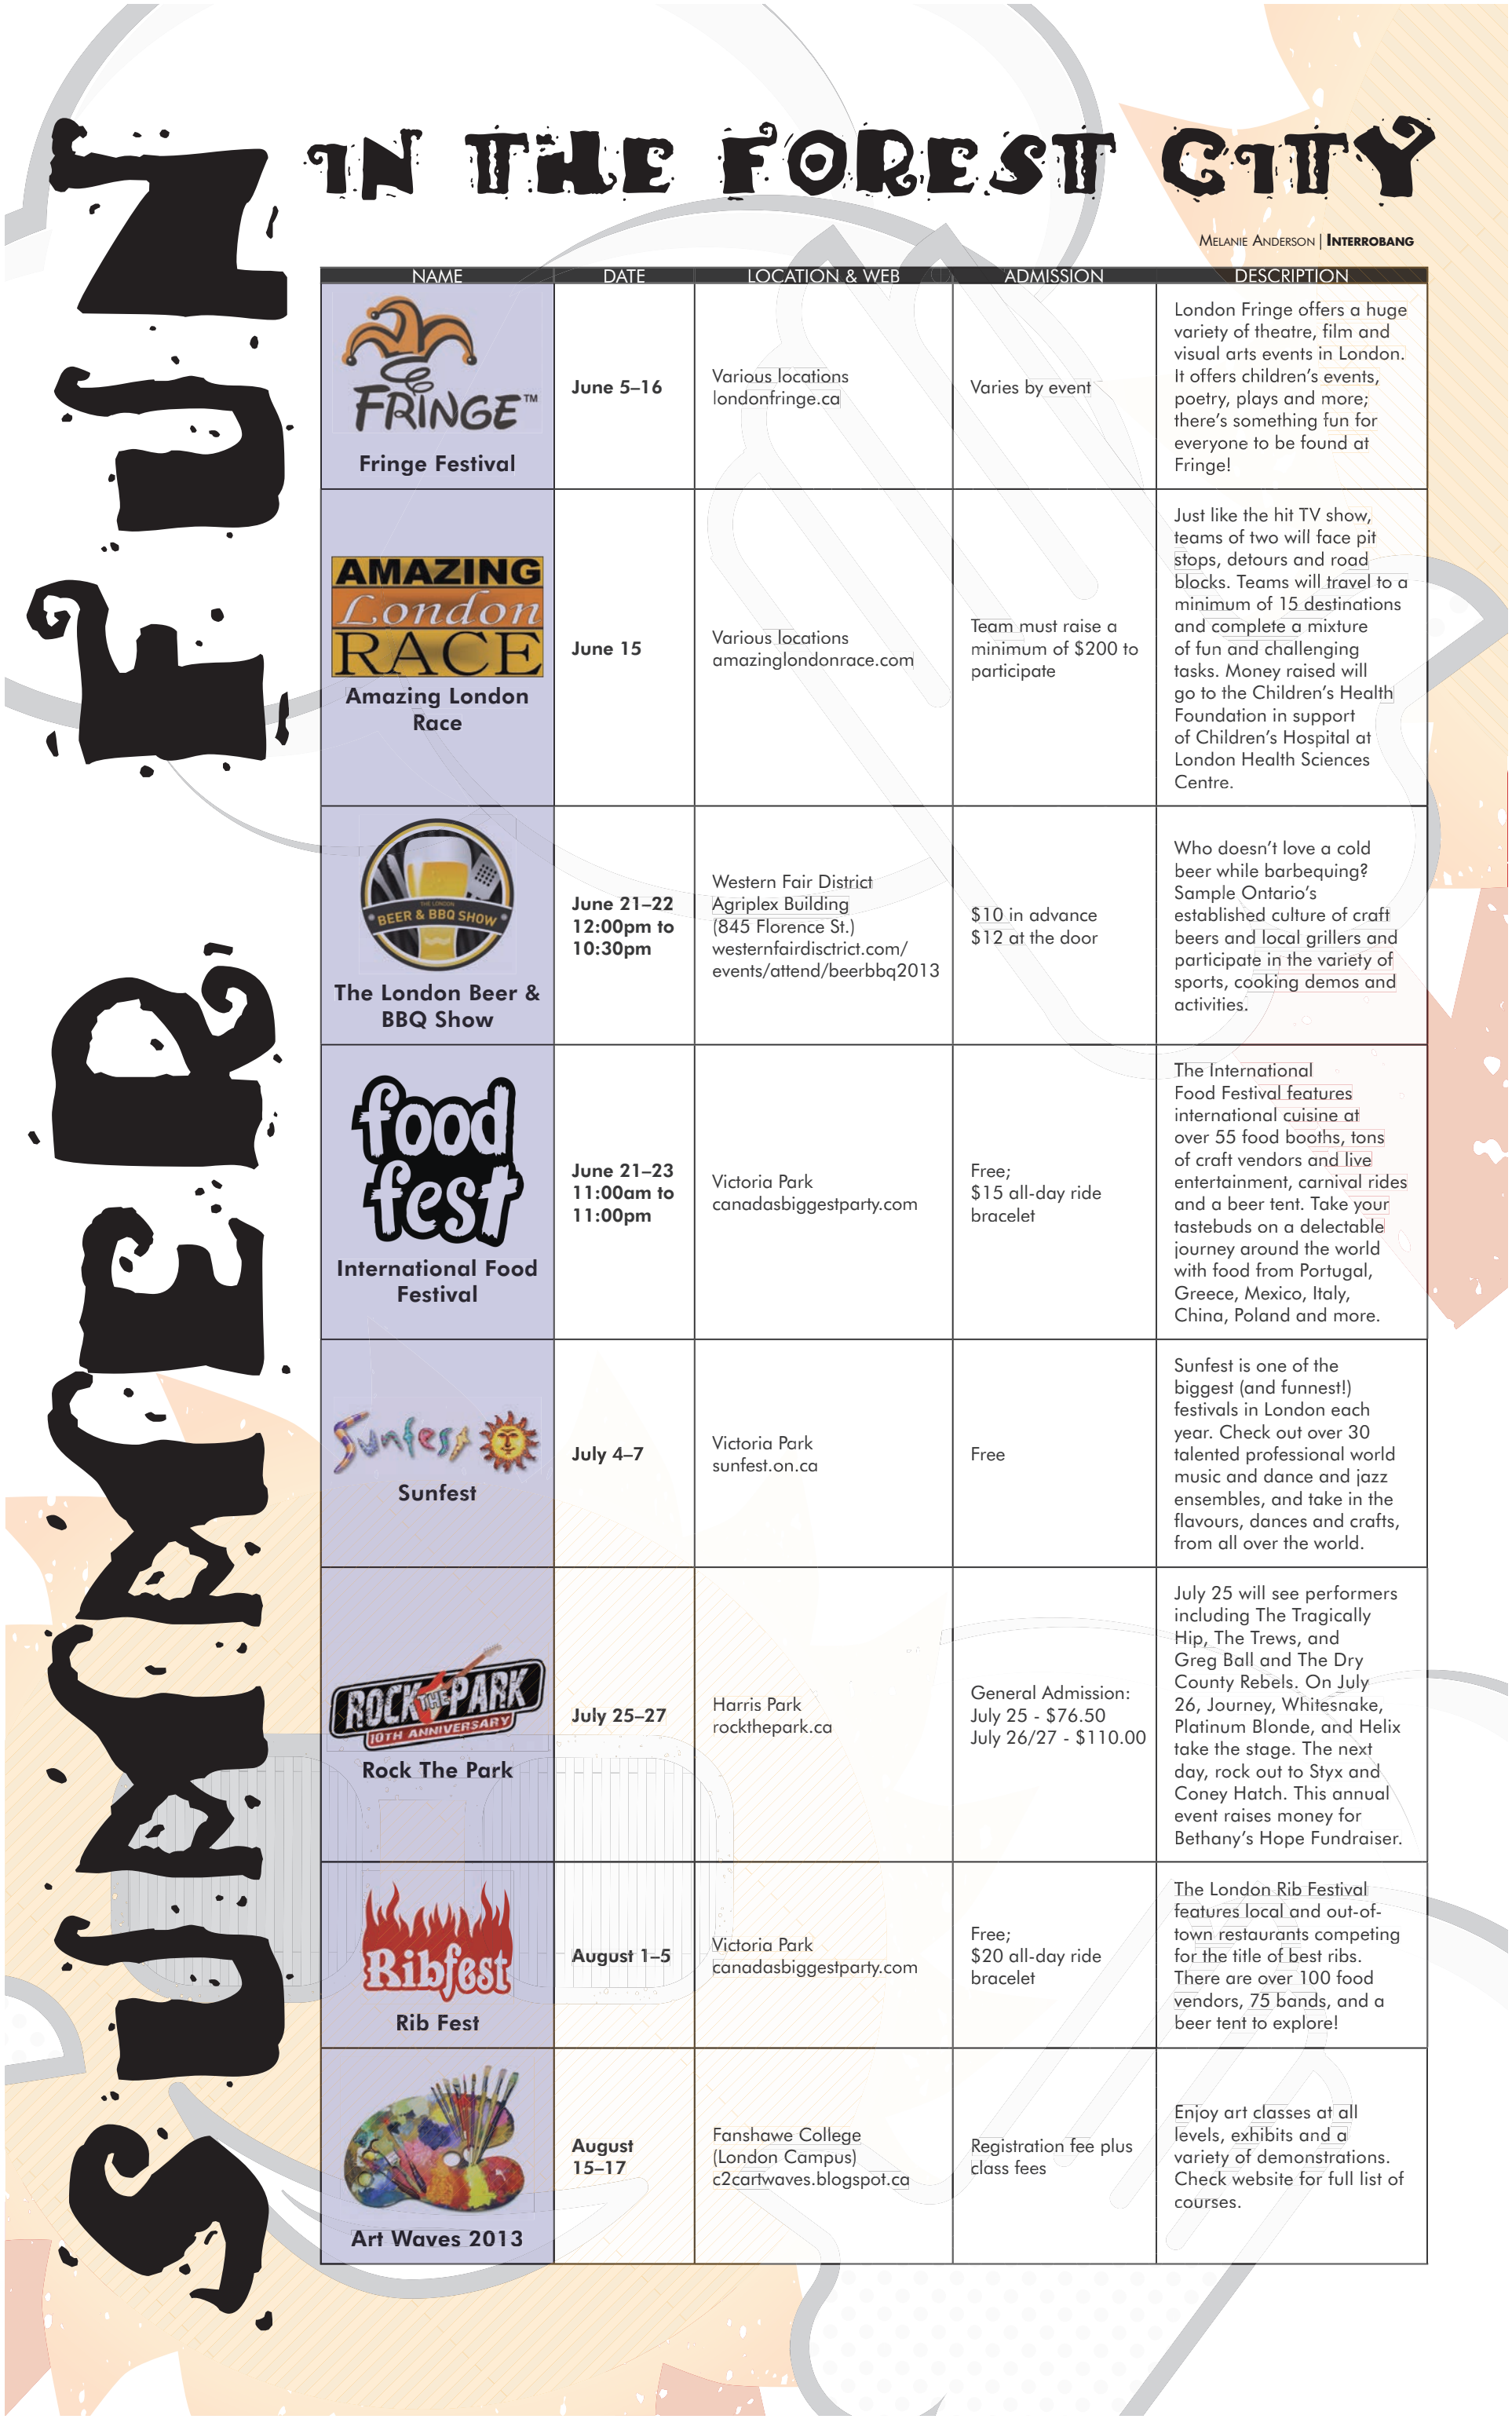 SUMMER FUN
IN THE FOREST CITY
MELANIE ANDERSON | INTERROBANG
NAME
DATE
LOCATION & WEB
ADMISSION
DESCRIPTION
FRINGE™
Fringe Festival
June 5–16
Various locations
londonfringe.ca
Varies by event
London Fringe offers a huge
variety of theatre, film and
visual arts events in London.
It offers children's events,
poetry, plays and more;
there's something fun for
everyone to be found at
Fringe!
AMAZING
London
RACE
Amazing London
Race
June 15
Various locations
amazinglondonrace.com
Team must raise a
minimum of $200 to
participate
Just like the hit TV show,
teams of two will face pit
stops, detours and road
blocks. Teams will travel to a
minimum of 15 destinations
and complete a mixture
of fun and challenging
tasks. Money raised will
go to the Children's Health
Foundation in support
of Children's Hospital at
London Health Sciences
Centre.
THE LONDON
BEER & BBQ SHOW
The London Beer &
BBQ Show
June 21–22
12:00pm to
10:30pm
Western Fair District
Agriplex Building
(845 Florence St.)
westernfairdisctrict.com/
events/attend/beerbbq2013
$10 in advance
$12 at the door
Who doesn't love a cold
beer while barbequing?
Sample Ontario's
established culture of craft
beers and local grillers and
participate in the variety of
sports, cooking demos and
activities.
food
fest
International Food
Festival
June 21–23
11:00am to
11:00pm
Victoria Park
canadasbiggestparty.com
Free;
$15 all-day ride
bracelet
The International
Food Festival features
international cuisine at
over 55 food booths, tons
of craft vendors and live
entertainment, carnival rides
and a beer tent. Take your
tastebuds on a delectable
journey around the world
with food from Portugal,
Greece, Mexico, Italy,
China, Poland and more.
Sunfest
Sunfest
July 4–7
Victoria Park
sunfest.on.ca
Free
Sunfest is one of the
biggest (and funnest!)
festivals in London each
year. Check out over 30
talented professional world
music and dance and jazz
ensembles, and take in the
flavours, dances and crafts,
from all over the world.
ROCK THE PARK
10TH ANNIVERSARY
Rock The Park
July 25–27
Harris Park
rockthepark.ca
General Admission:
July 25 - $76.50
July 26/27 - $110.00
July 25 will see performers
including The Tragically
Hip, The Trews, and
Greg Ball and The Dry
County Rebels. On July
26, Journey, Whitesnake,
Platinum Blonde, and Helix
take the stage. The next
day, rock out to Styx and
Coney Hatch. This annual
event raises money for
Bethany's Hope Fundraiser.
Ribfest
Rib Fest
August 1–5
Victoria Park
canadasbiggestparty.com
Free;
$20 all-day ride
bracelet
The London Rib Festival
features local and out-of-
town restaurants competing
for the title of best ribs.
There are over 100 food
vendors, 75 bands, and a
beer tent to explore!
Art Waves 2013
August
15–17
Fanshawe College
(London Campus)
c2cartwaves.blogspot.ca
Registration fee plus
class fees
Enjoy art classes at all
levels, exhibits and a
variety of demonstrations.
Check website for full list of
courses.